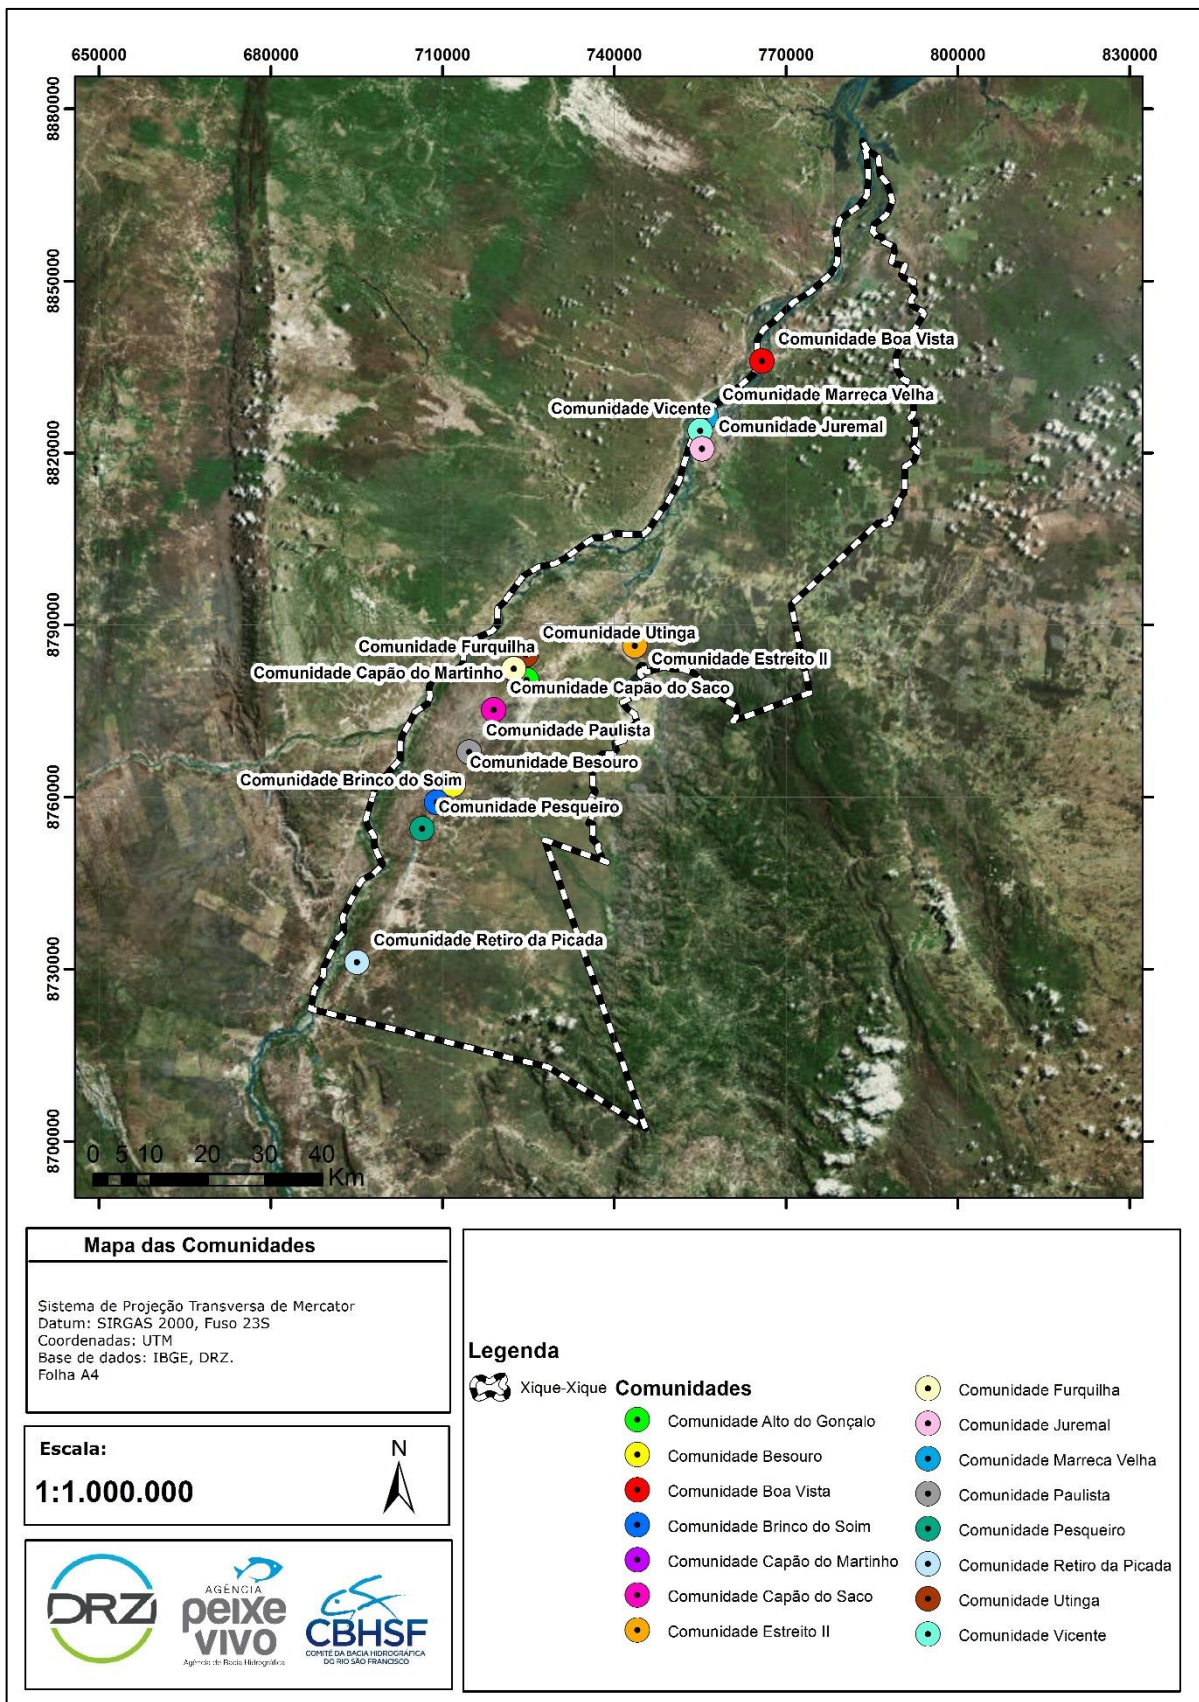 650000 680000 710000 740000 770000 800000 830000
8880000
8850000
8820000
8790000
8760000
8730000
8700000
Comunidade Boa Vista
Comunidade Marreca Velha
Comunidade Vicente
Comunidade Juremal
Comunidade Utinga
Comunidade Furquilha
Comunidade Estreito II
Comunidade Capão do Martinho
Comunidade Capão do Saco
Comunidade Paulista
Comunidade Besouro
Comunidade Brinco do Soim
Comunidade Pesqueiro
Comunidade Retiro da Picada
0 5 10 20 30 40
Km
Mapa das Comunidades
Sistema de Projeção Transversa de Mercator
Datum: SIRGAS 2000, Fuso 23S
Coordenadas: UTM
Base de dados: IBGE, DRZ.
Folha A4
Escala:
1:1.000.000
N
DRZ
AGÊNCIA
peixe
vivo
Agência de Bacia Hidrográfica
CBHSF
COMITÊ DA BACIA HIDROGRÁFICA
DO RIO SÃO FRANCISCO
Legenda
Xique-Xique
Comunidades
Comunidade Alto do Gonçalo
Comunidade Besouro
Comunidade Boa Vista
Comunidade Brinco do Soim
Comunidade Capão do Martinho
Comunidade Capão do Saco
Comunidade Estreito II
Comunidade Furquilha
Comunidade Juremal
Comunidade Marreca Velha
Comunidade Paulista
Comunidade Pesqueiro
Comunidade Retiro da Picada
Comunidade Utinga
Comunidade Vicente